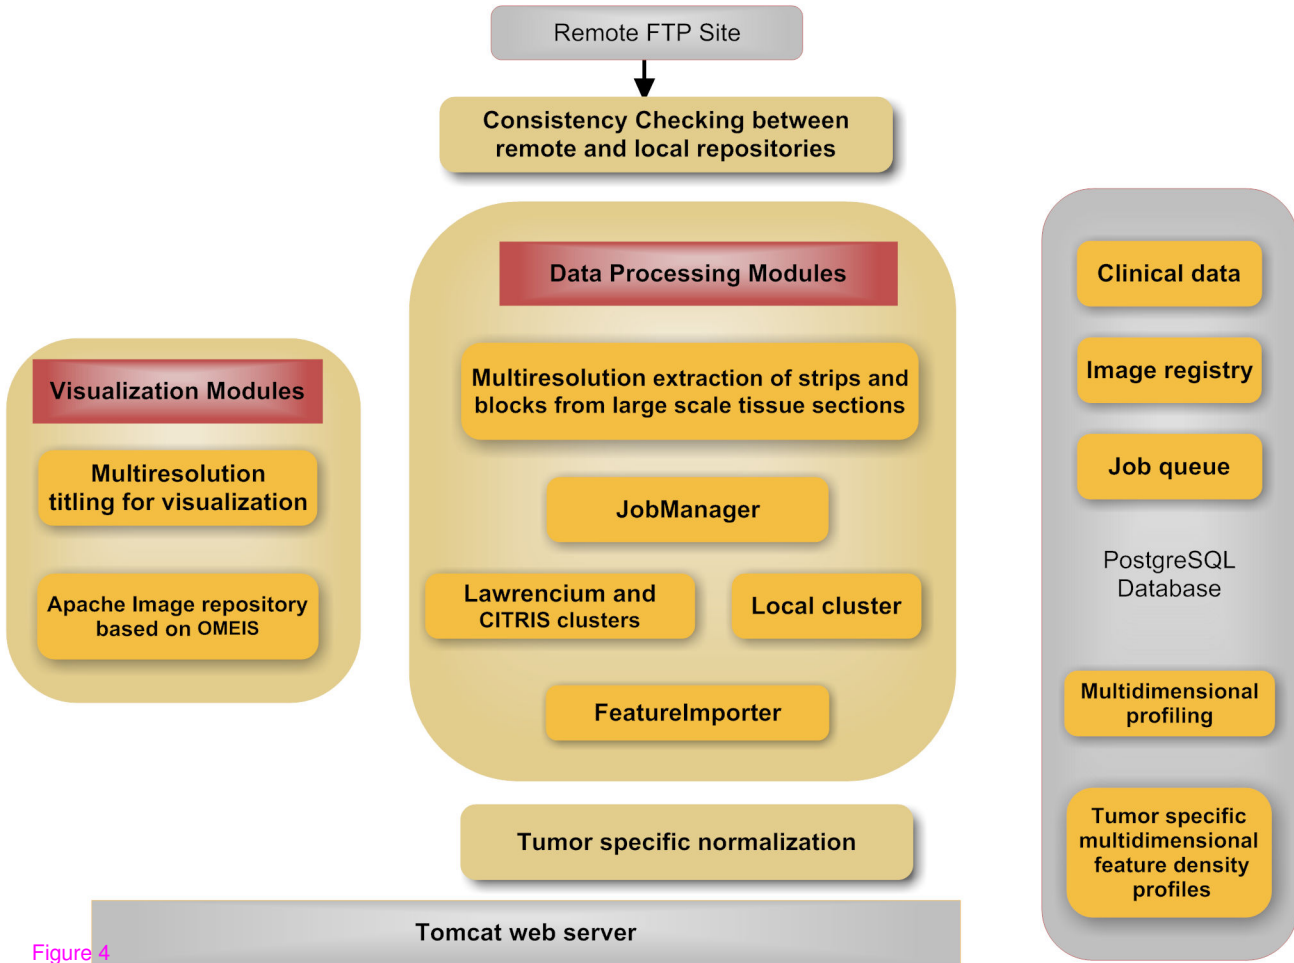 Remote FTP Site
Consistency Checking between
remote and local repositories
Data Processing Modules
Multiresolution extraction of strips and
blocks from large scale tissue sections
JobManager
Lawrencium and
CITRIS clusters
Local cluster
FeatureImporter
Visualization Modules
Multiresolution
titling for visualization
Apache Image repository
based on OMEIS
Clinical data
Image registry
Job queue
PostgreSQL
Database
Multidimensional
profiling
Tumor specific
multidimensional
feature density
profiles
Tumor specific normalization
Tomcat web server
Figure 4